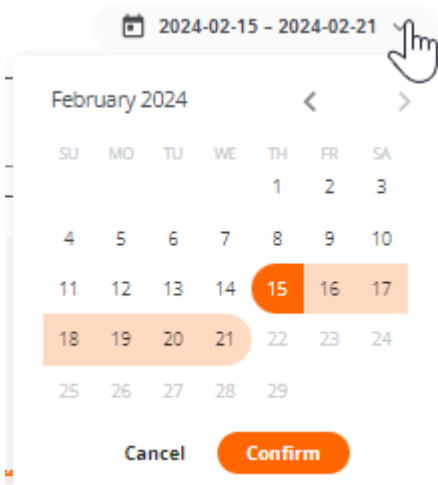 2024-02-15 – 2024-02-21
February 2024
SU MO TU WE TH FR SA
1 2 3
4 5 6 7 8 9 10
11 12 13 14 15 16 17
18 19 20 21 22 23 24
25 26 27 28 29
Cancel Confirm